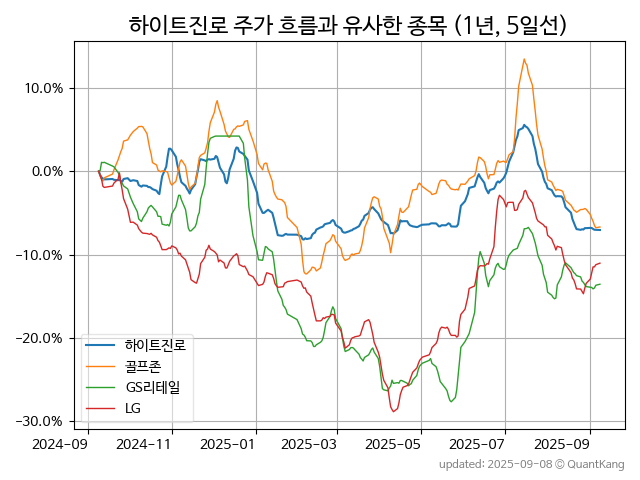 하이트진로 주가 흐름과 유사한 종목 (1년, 5일선)
10.0%
0.0%
−10.0%
−20.0%
−30.0%
하이트진로
골프존
GS리테일
LG
2024-09 2024-11 2025-01 2025-03 2025-05 2025-07 2025-09
updated: 2025-09-08 © QuantKang